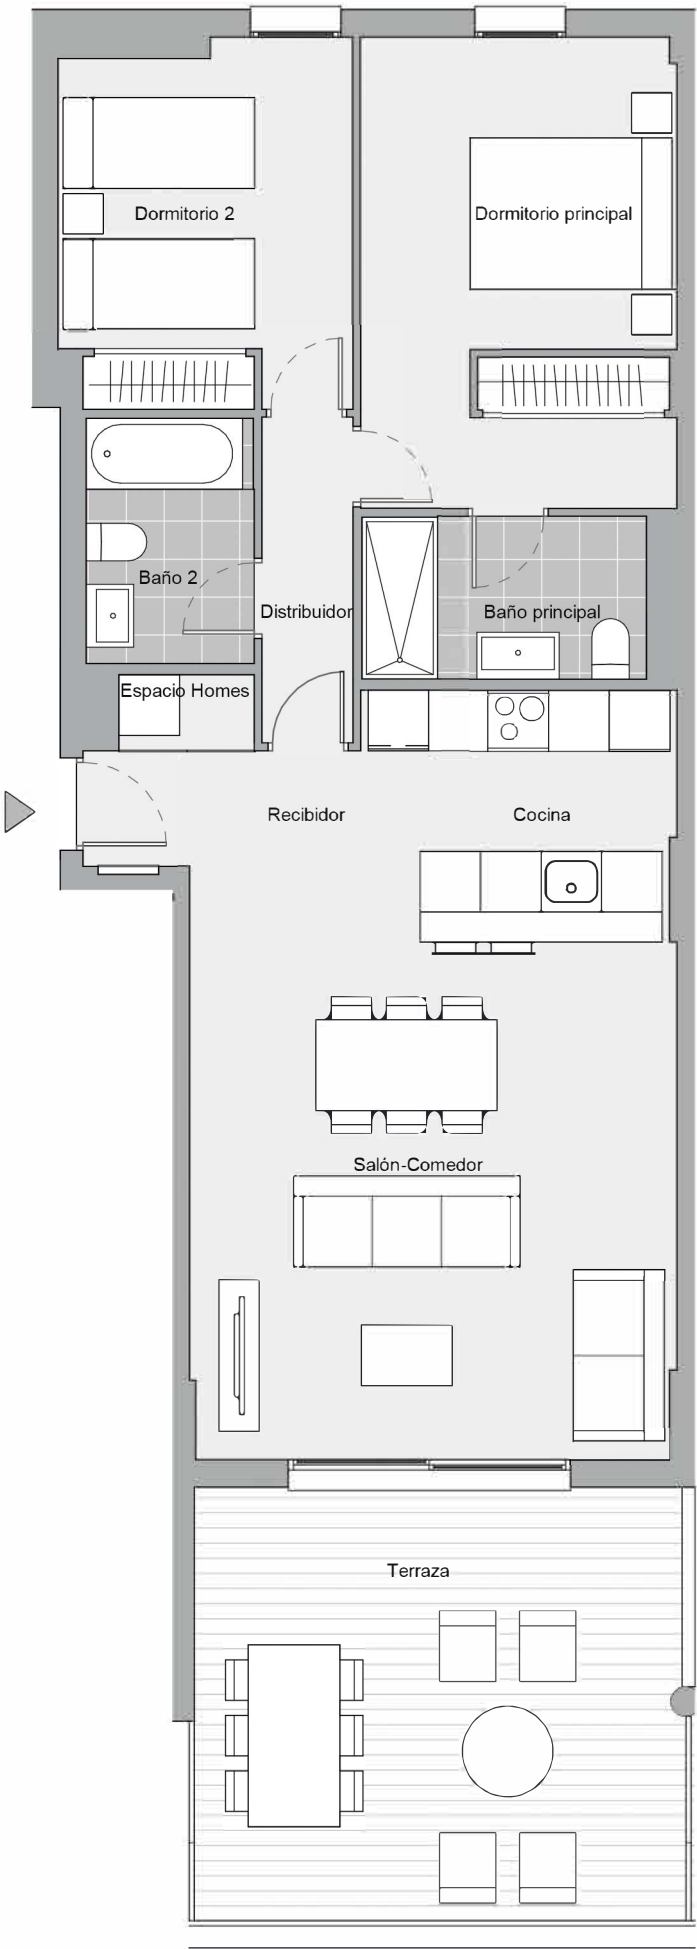 Dormitorio 2
Dormitorio principal
Baño 2
Distribuidor
Baño principal
Espacio Homes
Recibidor
Cocina
Salón-Comedor
Terraza